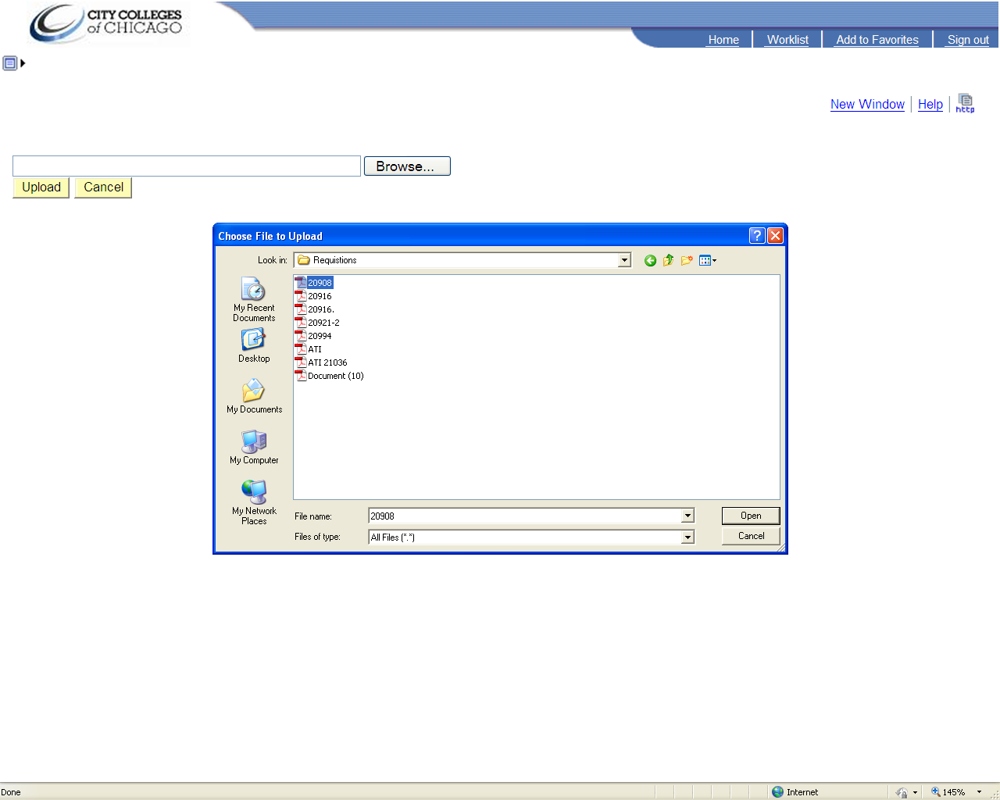 CITY COLLEGES
of CHICAGO
Home
Worklist
Add to Favorites
Sign out
New Window
Help
http
Browse...
Upload
Cancel
Choose File to Upload
Look in:
Requistions
My Recent
Documents
Desktop
My Documents
My Computer
My Network
Places
20908
20916
20916.
20921-2
20994
ATI
ATI 21036
Document (10)
File name:
20908
Open
Files of type:
All Files (*.*)
Cancel
Done
Internet
145%